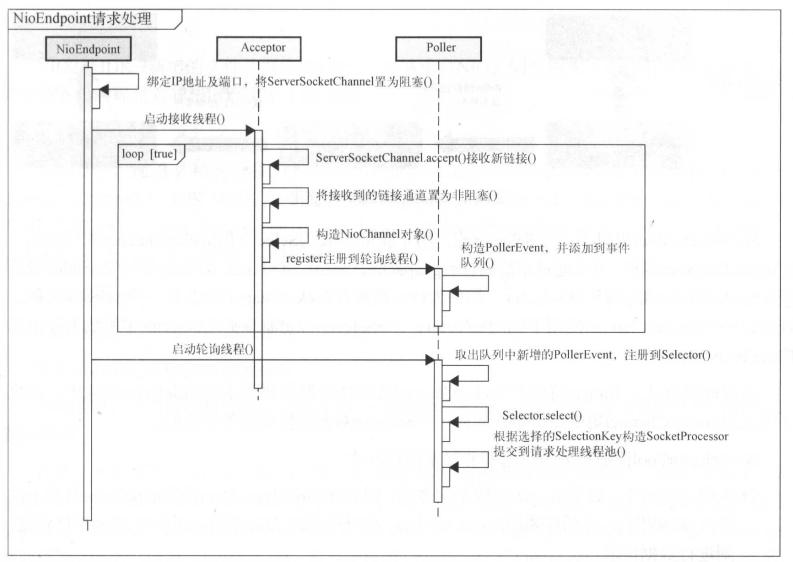 NioEndpoint请求处理
NioEndpoint
Acceptor
Poller
绑定IP地址及端口，将ServerSocketChannel置为阻塞()
启动接收线程()
loop [true]
ServerSocketChannel.accept()接收新链接()
将接收到的链接通道置为非阻塞()
构造NioChannel对象()
register注册到轮询线程()
构造PollerEvent，并添加到事件
队列()
启动轮询线程()
取出队列中新增的PollerEvent，注册到Selector()
Selector.select()
根据选择的SelectionKey构造SocketProcessor
提交到请求处理线程池()